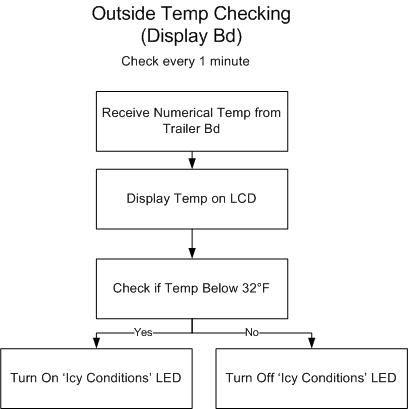 Outside Temp Checking
(Display Bd)
Check every 1 minute
Receive Numerical Temp from
Trailer Bd
Display Temp on LCD
Check if Temp Below 32°F
Yes
No
Turn On ‘Icy Conditions’ LED
Turn Off ‘Icy Conditions’ LED